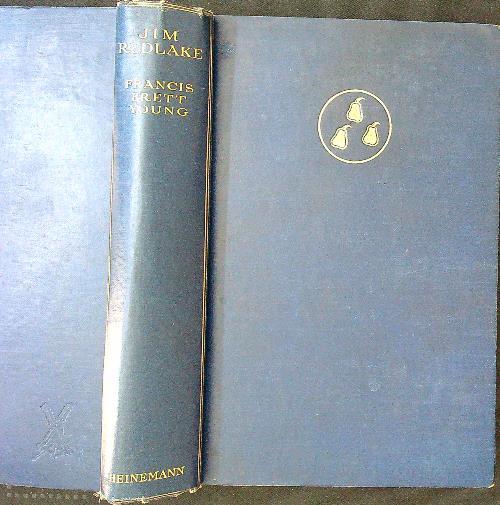 JIM
REDLAKE
FRANCIS
BRETT
YOUNG
HEINEMANN